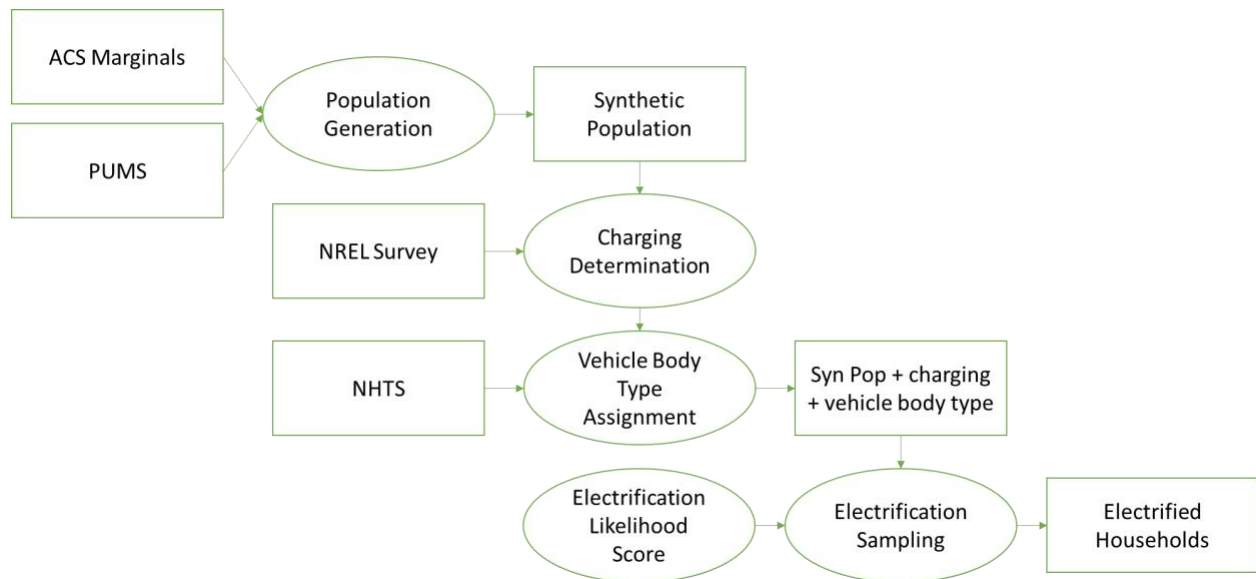 ACS Marginals
PUMS
Population
Generation
Synthetic
Population
NREL Survey
Charging
Determination
NHTS
Vehicle Body
Type
Assignment
Syn Pop + charging
+ vehicle body type
Electrification
Likelihood
Score
Electrification
Sampling
Electrified
Households